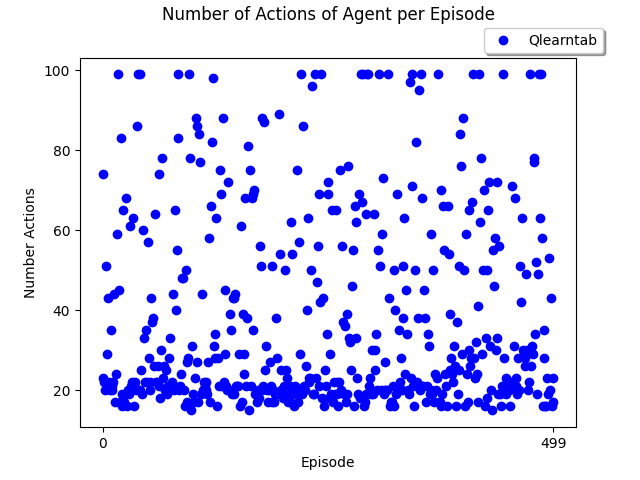 Number of Actions of Agent per Episode
Qlearntab
100
80
60
40
20
Number Actions
0
499
Episode